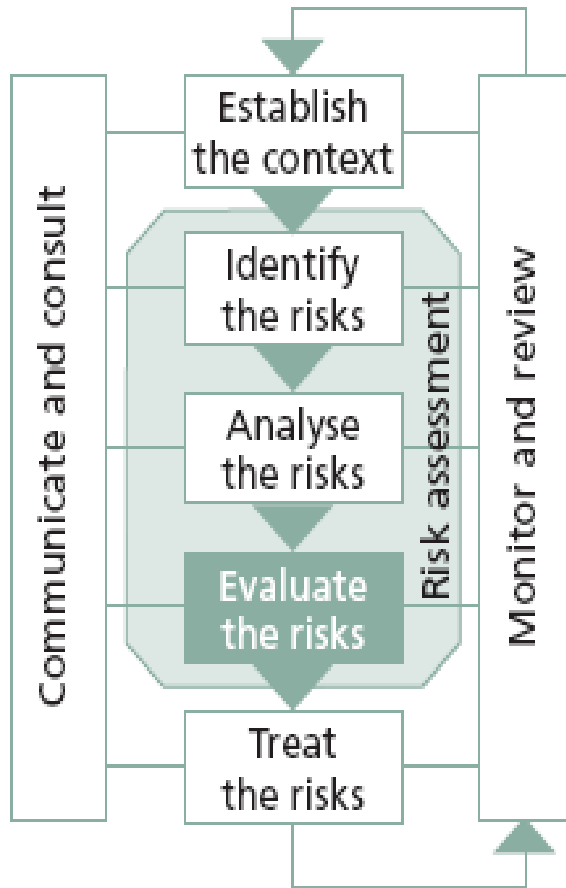 Establish
the context
Communicate and consult
Identify
the risks
Analyse
the risks
Evaluate
the risks
Risk assessment
Monitor and review
Treat
the risks